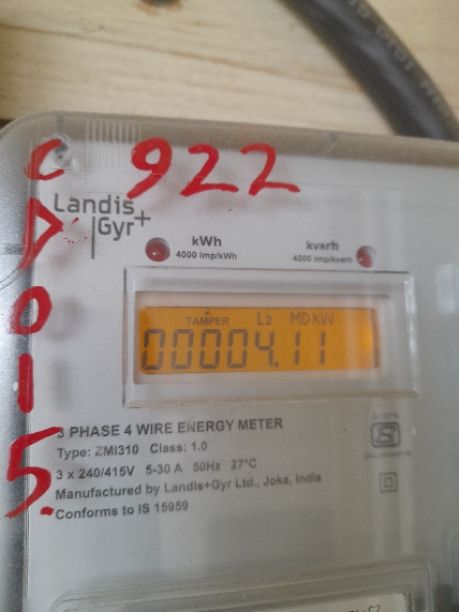 922
C
D
0
1
5.
Landis
Gyr+
kWh
4000 Imp/kWh
kvarh
4000 Imp/kvarh
TAMPER L2 MD KW
00004.11
3 PHASE 4 WIRE ENERGY METER
Type: ZMI310 Class: 1.0
3 x 240/415V 5-30 A 50Hz 27°C
Manufactured by Landis+Gyr Ltd., Joka, India
Conforms to IS 15959